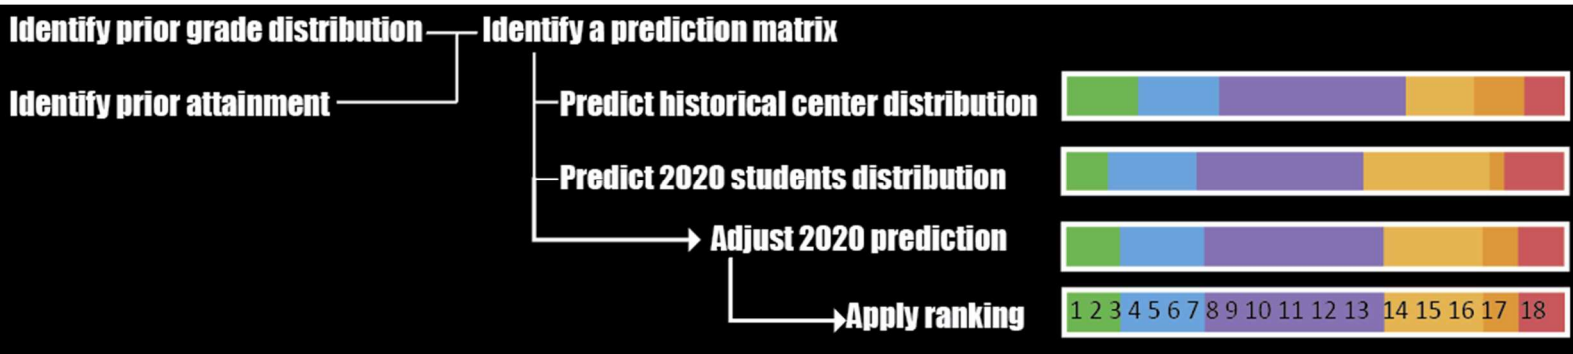 Identify prior grade distribution Identify a prediction matrix
Identify prior attainment Predict historical center distribution
Predict 2020 students distribution
Adjust 2020 prediction
Apply ranking 1 2 3 4 5 6 7 8 9 10 11 12 13 14 15 16 17 18